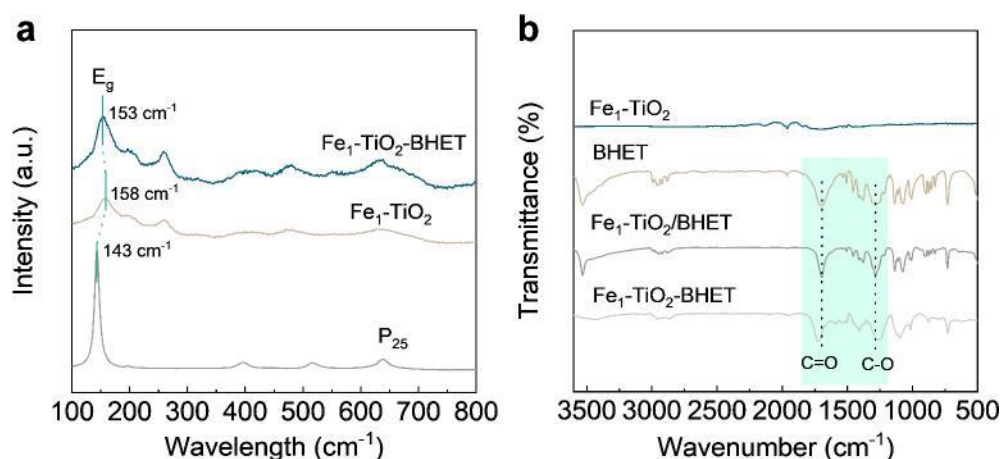 a
E_g
153 cm⁻¹
Fe₁-TiO₂-BHET
158 cm⁻¹
Fe₁-TiO₂
143 cm⁻¹
P₂₅
Intensity (a.u.)
100 200 300 400 500 600 700 800
Wavelength (cm⁻¹)
b
Fe₁-TiO₂
BHET
Fe₁-TiO₂/BHET
Fe₁-TiO₂-BHET
C=O C-O
Transmittance (%)
3500 3000 2500 2000 1500 1000 500
Wavenumber (cm⁻¹)